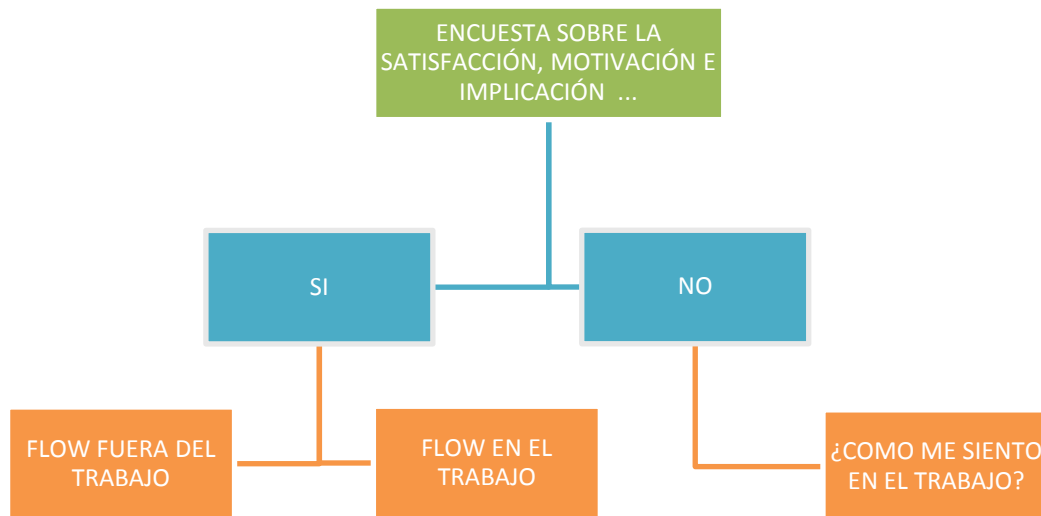 ENCUESTA SOBRE LA
SATISFACCIÓN, MOTIVACIÓN E
IMPLICACIÓN ...
SI
NO
FLOW FUERA DEL
TRABAJO
FLOW EN EL
TRABAJO
¿COMO ME SIENTO
EN EL TRABAJO?